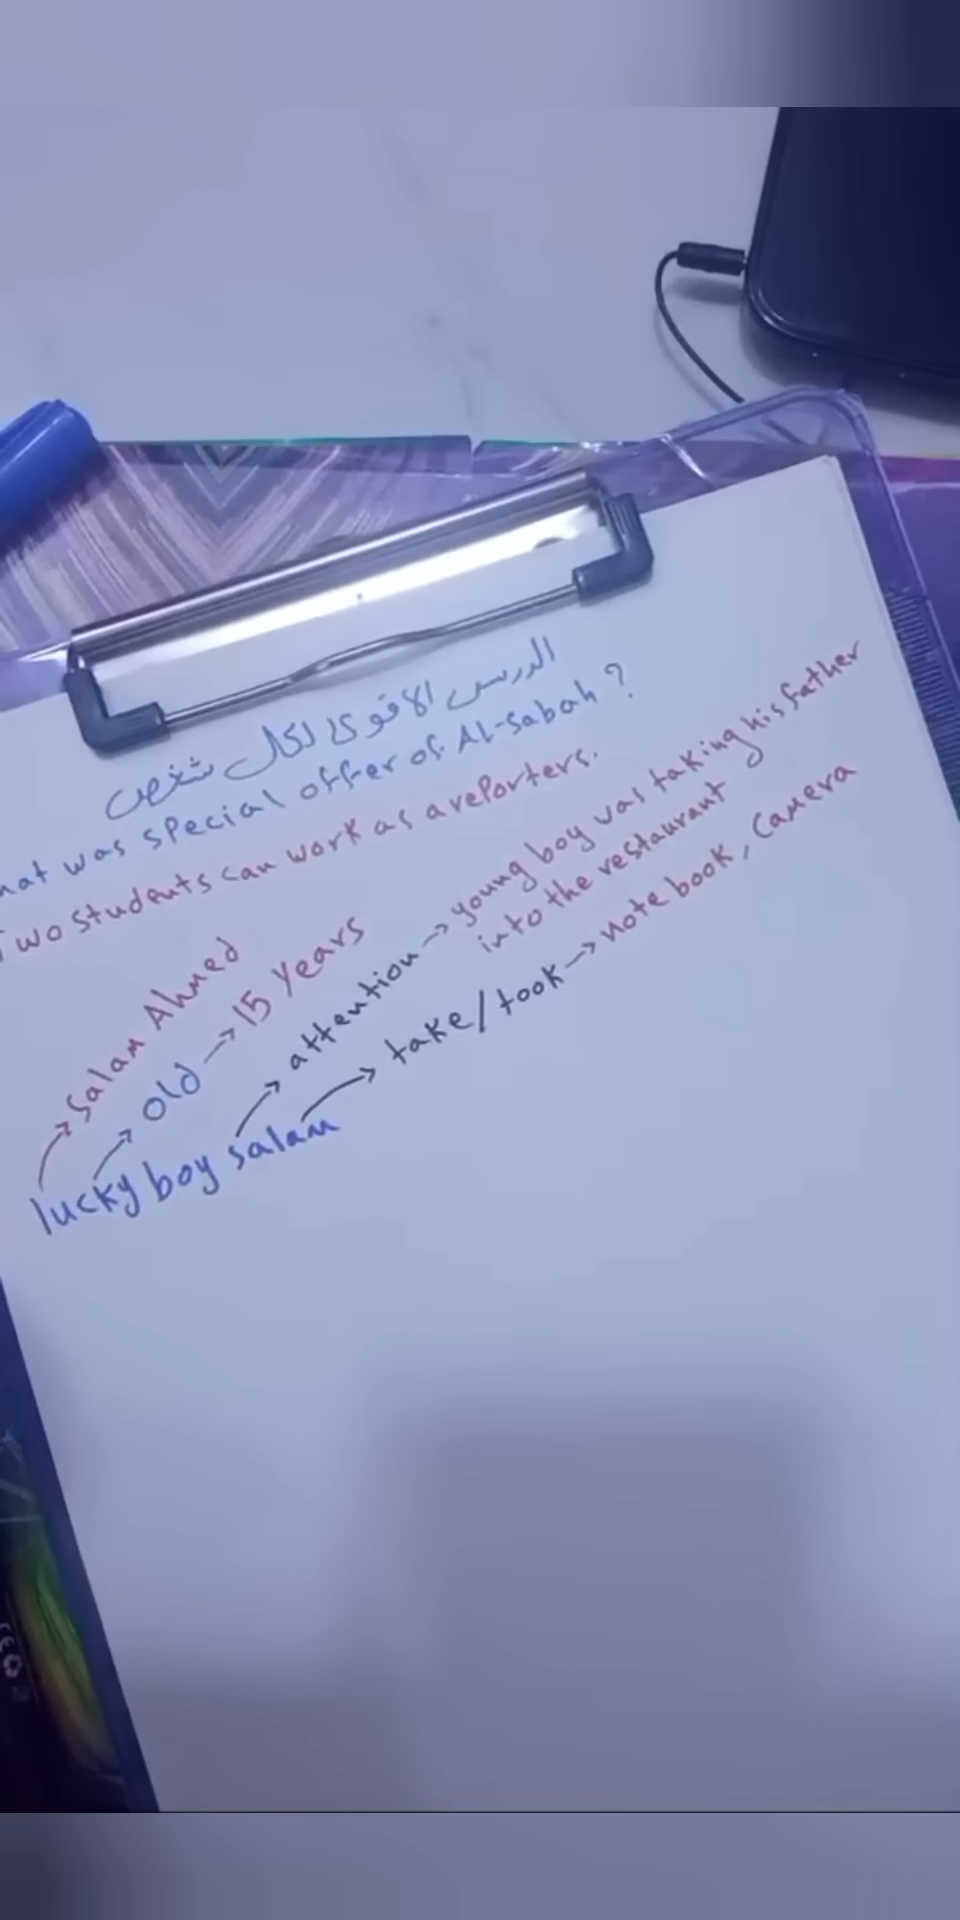 الدرس الاقوى لكل شخص
hat was special offer of AL-Sabah ?
Two students can work as a reporters.
Salam Ahmed
old → 15 years
attention → young boy was taking his father
into the restaurant
take/took → note book, camera
lucky boy salam